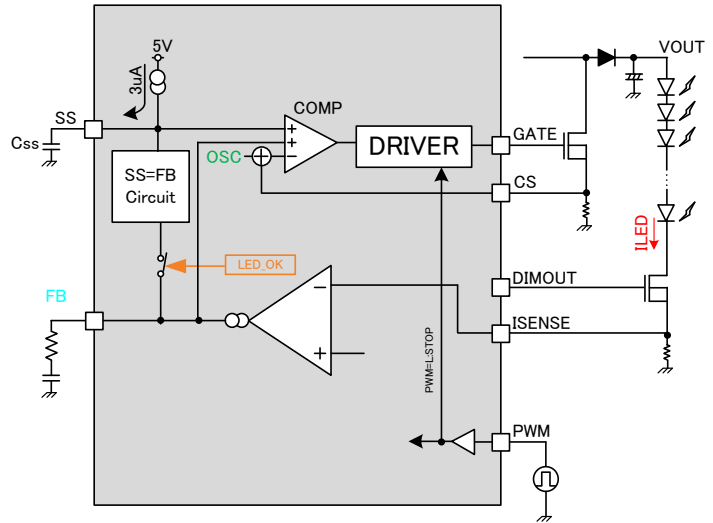 5V
3uA
VOUT
SS
COMP
Css
GATE
DRIVER
OSC
SS=FB
Circuit
CS
ILED
LED_OK
DIMOUT
FB
ISENSE
PWM=L:STOP
PWM